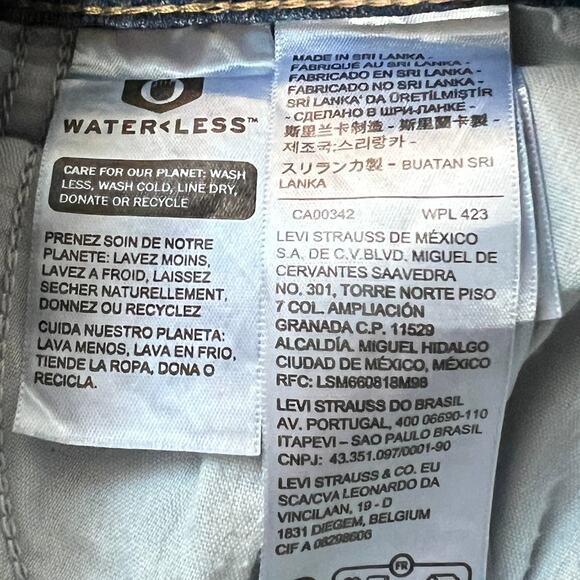 WATER<LESS™
CARE FOR OUR PLANET: WASH
LESS, WASH COLD, LINE DRY,
DONATE OR RECYCLE
PRENEZ SOIN DE NOTRE
PLANETE: LAVEZ MOINS,
LAVEZ A FROID, LAISSEZ
SECHER NATURELLEMENT,
DONNEZ OU RECYCLEZ
CUIDA NUESTRO PLANETA:
LAVA MENOS, LAVA EN FRIO,
TIENDE LA ROPA, DONA O
RECICLA.
MADE IN SRI LANKA -
FABRIQUÉ AU SRI LANKA -
FABRICADO EN SRI LANKA -
FABRICADO NO SRI LANKA -
SRİ LANKA' DA ÜRETİLMİŞTİR
- СДЕЛАНО В ШРИ-ЛАНКЕ -
斯里兰卡制造 - 斯里蘭卡製 -
제조국:스리랑카 -
スリランカ製 - BUATAN SRI
LANKA
CA00342 WPL 423
LEVI STRAUSS DE MÉXICO
S.A. DE C.V.BLVD. MIGUEL DE
CERVANTES SAAVEDRA
NO. 301, TORRE NORTE PISO
7 COL. AMPLIACIÓN
GRANADA C.P. 11529
ALCALDÍA. MIGUEL HIDALGO
CIUDAD DE MÉXICO, MÉXICO
RFC: LSM660818M98
LEVI STRAUSS DO BRASIL
AV. PORTUGAL, 400 06690-110
ITAPEVI – SAO PAULO BRASIL
CNPJ: 43.351.097/0001-90
LEVI STRAUSS & CO. EU
SCA/CVA LEONARDO DA
VINCILAAN, 19 - D
1831 DIEGEM, BELGIUM
CIF A 08298606
FR